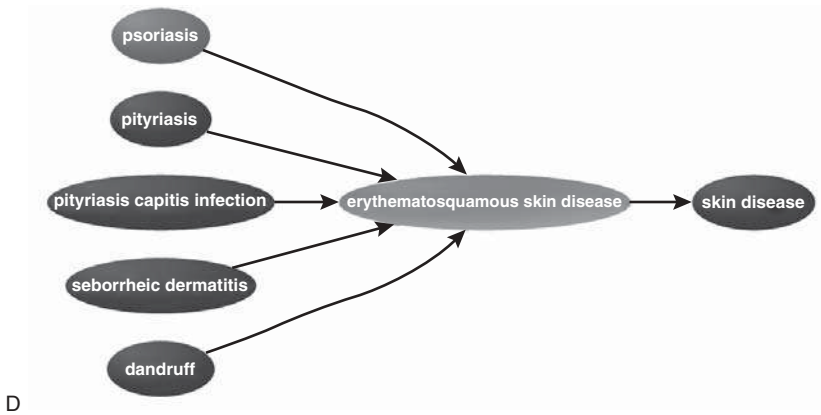 psoriasis
pityriasis
pityriasis capitis infection
erythematosquamous skin disease
skin disease
seborrheic dermatitis
dandruff
D